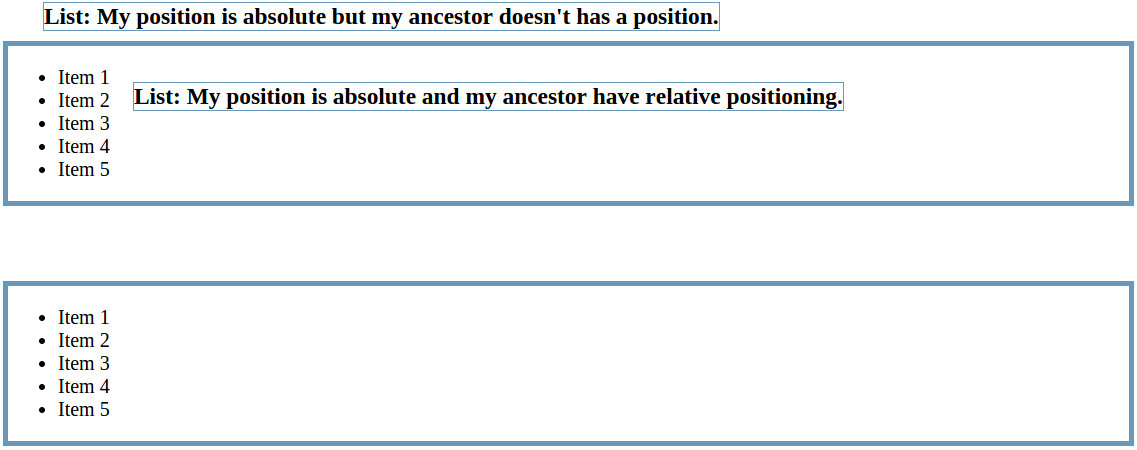 List: My position is absolute but my ancestor doesn't has a position.
• Item 1
• Item 2
List: My position is absolute and my ancestor have relative positioning.
• Item 3
• Item 4
• Item 5
• Item 1
• Item 2
• Item 3
• Item 4
• Item 5